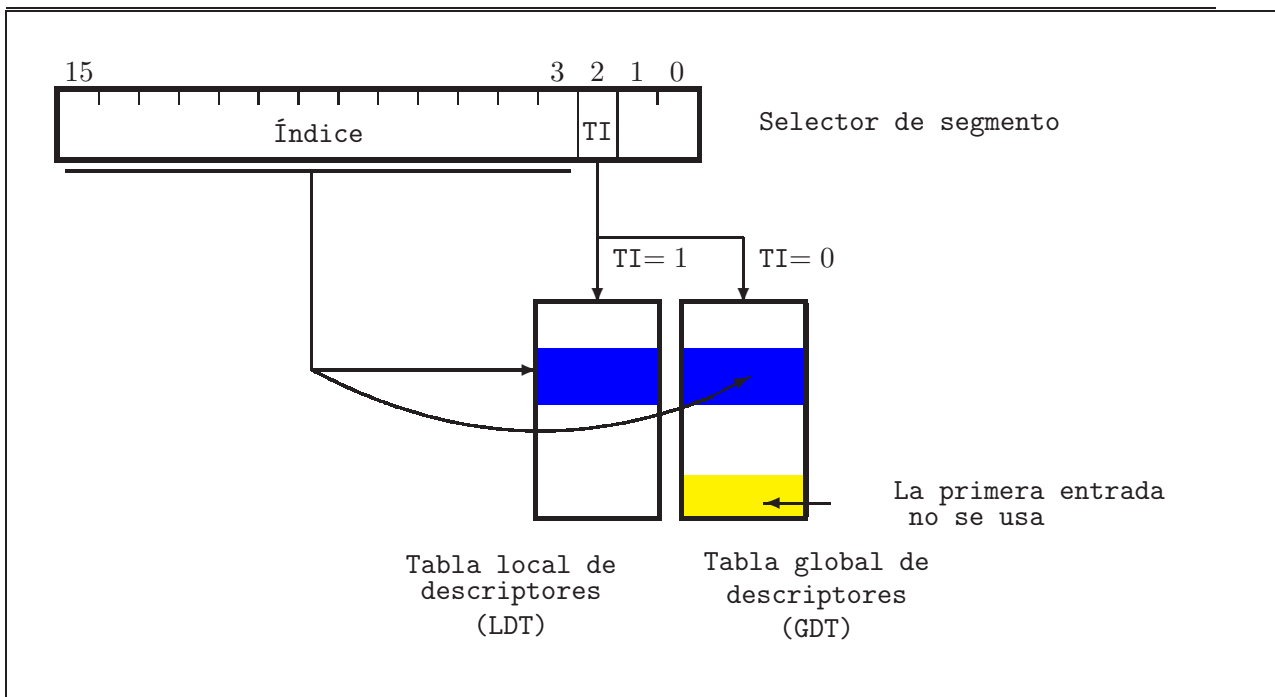 15 3 2 1 0
Índice TI
Selector de segmento
TI= 1 TI= 0
La primera entrada
no se usa
Tabla local de
descriptores
(LDT)
Tabla global de
descriptores
(GDT)